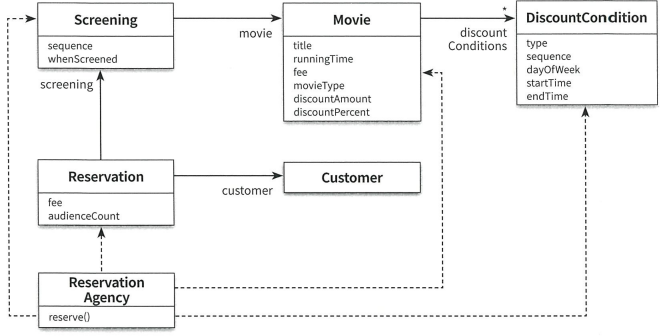 Screening
sequence
whenScreened
movie
Movie
title
runningTime
fee
movieType
discountAmount
discountPercent
*
discount
Conditions
DiscountCondition
type
sequence
dayOfWeek
startTime
endTime
screening
Reservation
fee
audienceCount
customer
Customer
Reservation
Agency
reserve()